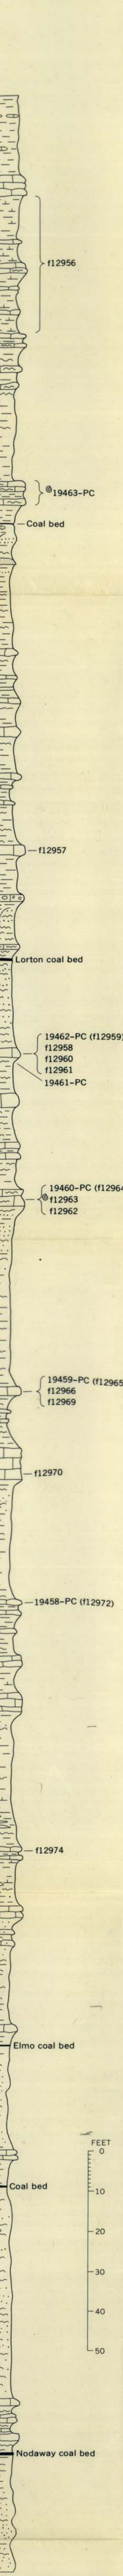 f12956
19463-PC
Coal bed
f12957
Lorton coal bed
19462-PC (f12959)
f12958
f12960
f12961
19461-PC
19460-PC (f1296
f12963
f12962
19459-PC (f12965
f12966
f12969
f12970
19458-PC (f12972)
f12974
Elmo coal bed
FEET
0
Coal bed
10
20
30
40
50
Nodaway coal bed